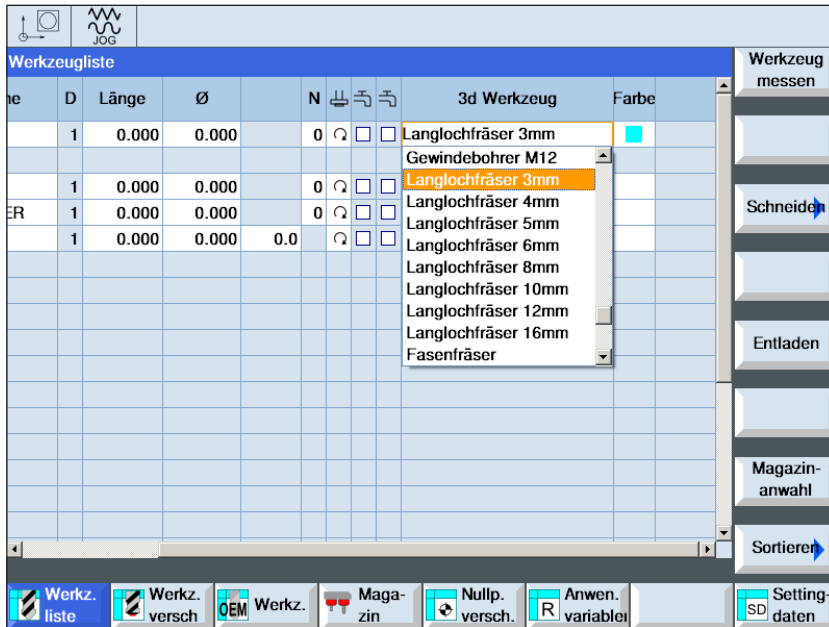 JOG
Werkzeugliste
ne D Länge Ø N 3d Werkzeug Farbe
1 0.000 0.000 0 Langlochfräser 3mm
Gewindebohrer M12
1 0.000 0.000 0 Langlochfräser 3mm
Langlochfräser 4mm
ER 1 0.000 0.000 0 Langlochfräser 5mm
1 0.000 0.000 0.0 Langlochfräser 6mm
Langlochfräser 8mm
Langlochfräser 10mm
Langlochfräser 12mm
Langlochfräser 16mm
Fasenfräser
Werkzeug
messen
Schneiden
Entladen
Magazin-
anwahl
Sortieren
Werkz.
liste
Werkz.
versch
OEM Werkz.
Maga-
zin
Nullp.
versch.
R Anwen.
variablen
SD Setting-
daten